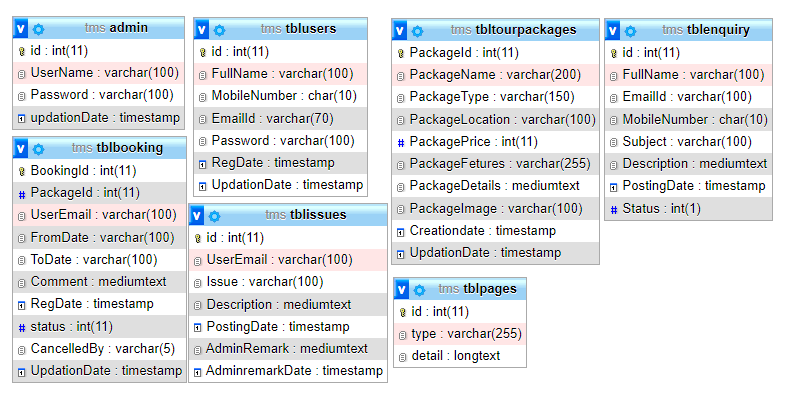 tms admin
id : int(11)
UserName : varchar(100)
Password : varchar(100)
updationDate : timestamp
tms tblbooking
BookingId : int(11)
PackageId : int(11)
UserEmail : varchar(100)
FromDate : varchar(100)
ToDate : varchar(100)
Comment : mediumtext
RegDate : timestamp
status : int(11)
CancelledBy : varchar(5)
UpdationDate : timestamp
tms tblusers
id : int(11)
FullName : varchar(100)
MobileNumber : char(10)
EmailId : varchar(70)
Password : varchar(100)
RegDate : timestamp
UpdationDate : timestamp
tms tblissues
id : int(11)
UserEmail : varchar(100)
Issue : varchar(100)
Description : mediumtext
PostingDate : timestamp
AdminRemark : mediumtext
AdminremarkDate : timestamp
tms tbltourpackages
PackageId : int(11)
PackageName : varchar(200)
PackageType : varchar(150)
PackageLocation : varchar(100)
PackagePrice : int(11)
PackageFetures : varchar(255)
PackageDetails : mediumtext
PackageImage : varchar(100)
Creationdate : timestamp
UpdationDate : timestamp
tms tblpages
id : int(11)
type : varchar(255)
detail : longtext
tms tblenquiry
id : int(11)
FullName : varchar(100)
EmailId : varchar(100)
MobileNumber : char(10)
Subject : varchar(100)
Description : mediumtext
PostingDate : timestamp
Status : int(1)